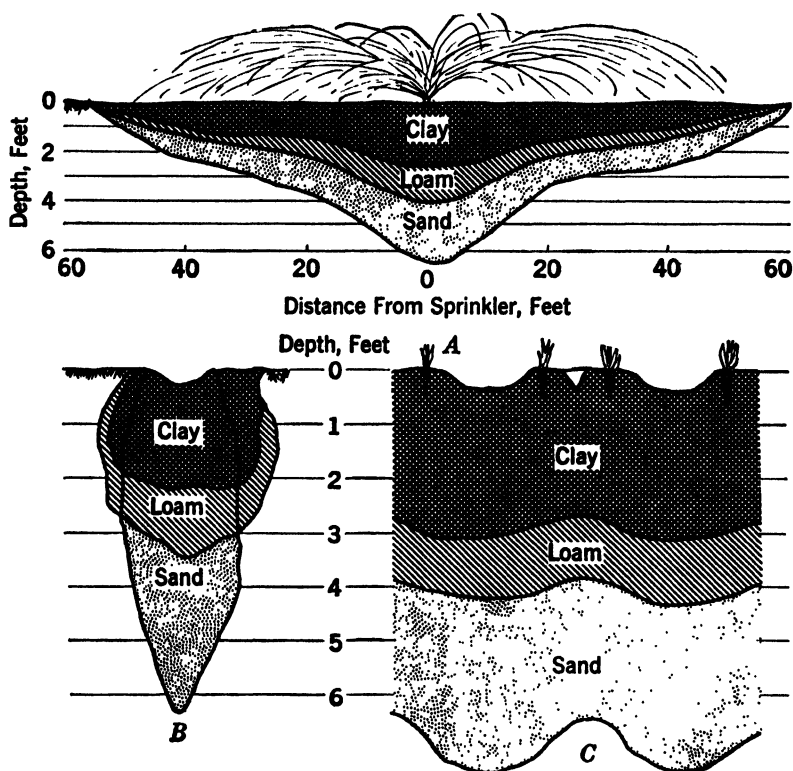 Depth, Feet
0
2
4
6
Clay
Loam
Sand
60 40 20 0 20 40 60
Distance From Sprinkler, Feet
A
Depth, Feet
0
1
2
3
4
5
6
Clay
Loam
Sand
B
Clay
Loam
Sand
C